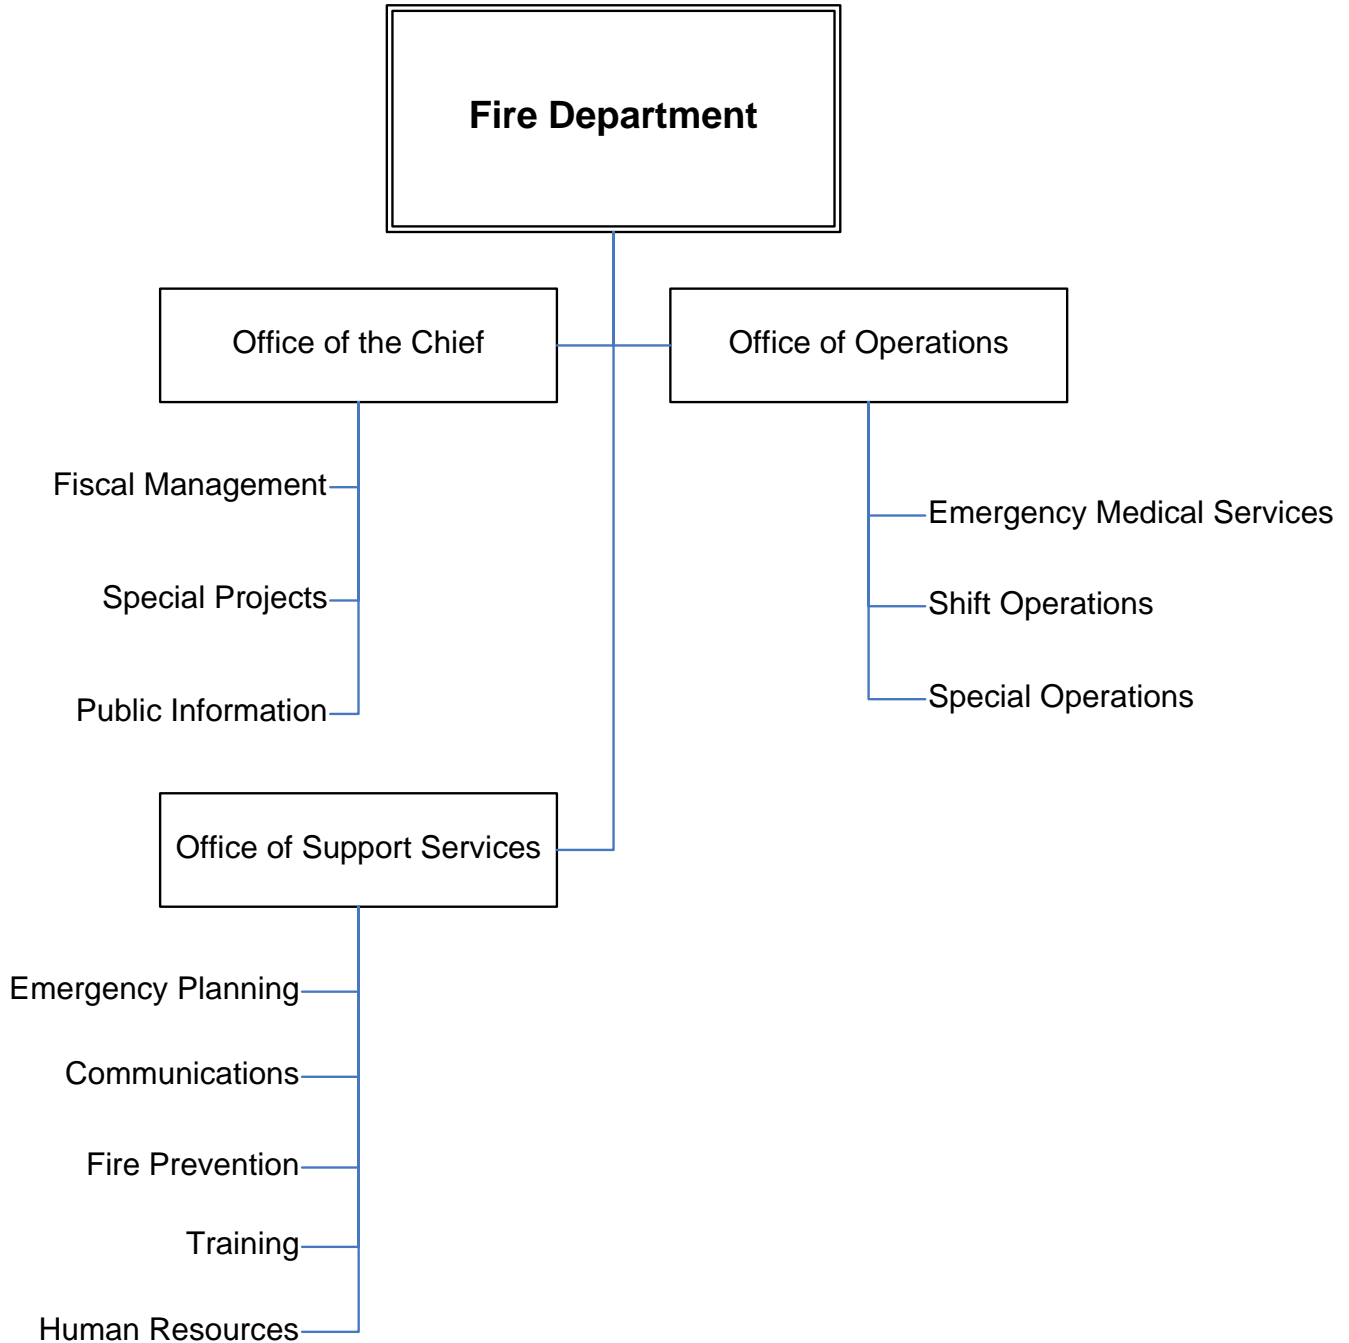 Fire Department
Office of the Chief
Office of Operations
Fiscal Management
Special Projects
Public Information
Emergency Medical Services
Shift Operations
Special Operations
Office of Support Services
Emergency Planning
Communications
Fire Prevention
Training
Human Resources